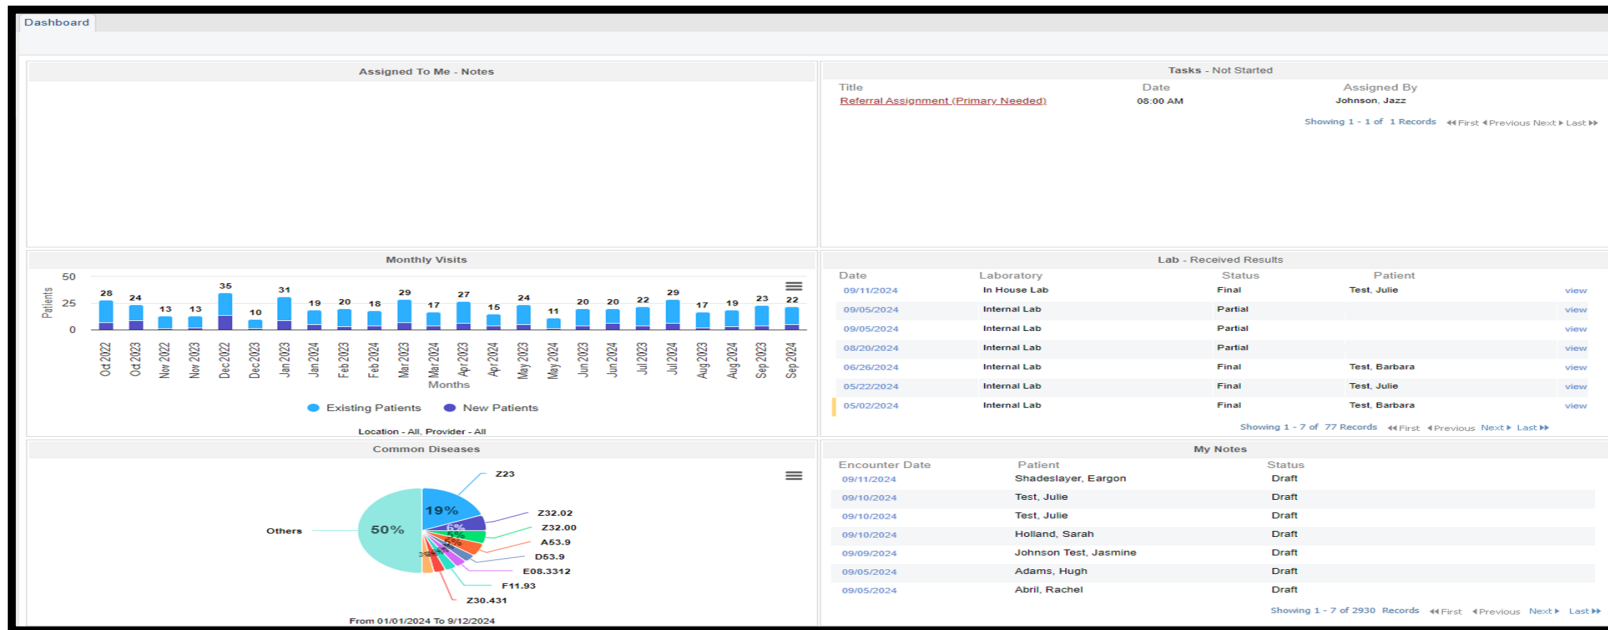 Dashboard
Assigned To Me - Notes
Tasks - Not Started
Title Date Assigned By
Referral Assignment (Primary Needed) 08:00 AM Johnson, Jazz
Showing 1 - 1 of 1 Records First Previous Next Last
Monthly Visits
Patients
50
25
0
28 24 13 13 35 10 31 19 20 18 29 17 27 15 24 11 20 20 22 29 17 19 23 22
Oct 2022 Oct 2023 Nov 2022 Nov 2023 Dec 2022 Dec 2023 Jan 2023 Jan 2024 Feb 2023 Feb 2024 Mar 2023 Mar 2024 Apr 2023 Apr 2024 May 2023 May 2024 Jun 2023 Jun 2024 Jul 2023 Jul 2024 Aug 2023 Aug 2024 Sep 2023 Sep 2024
Months
Existing Patients New Patients
Location - All, Provider - All
Lab - Received Results
Date Laboratory Status Patient
09/11/2024 In House Lab Final Test, Julie view
09/05/2024 Internal Lab Partial view
09/05/2024 Internal Lab Partial view
08/20/2024 Internal Lab Partial view
06/26/2024 Internal Lab Final Test, Barbara view
05/22/2024 Internal Lab Final Test, Julie view
05/02/2024 Internal Lab Final Test, Barbara view
Showing 1 - 7 of 77 Records First Previous Next Last
Common Diseases
Z23
19%
Z32.02
6%
Z32.00
5%
A53.9
5%
D53.9
E08.3312
F11.93
Z30.431
Others
50%
From 01/01/2024 To 9/12/2024
My Notes
Encounter Date Patient Status
09/11/2024 Shadeslayer, Eargon Draft
09/10/2024 Test, Julie Draft
09/10/2024 Test, Julie Draft
09/10/2024 Holland, Sarah Draft
09/09/2024 Johnson Test, Jasmine Draft
09/05/2024 Adams, Hugh Draft
09/05/2024 Abril, Rachel Draft
Showing 1 - 7 of 2930 Records First Previous Next Last